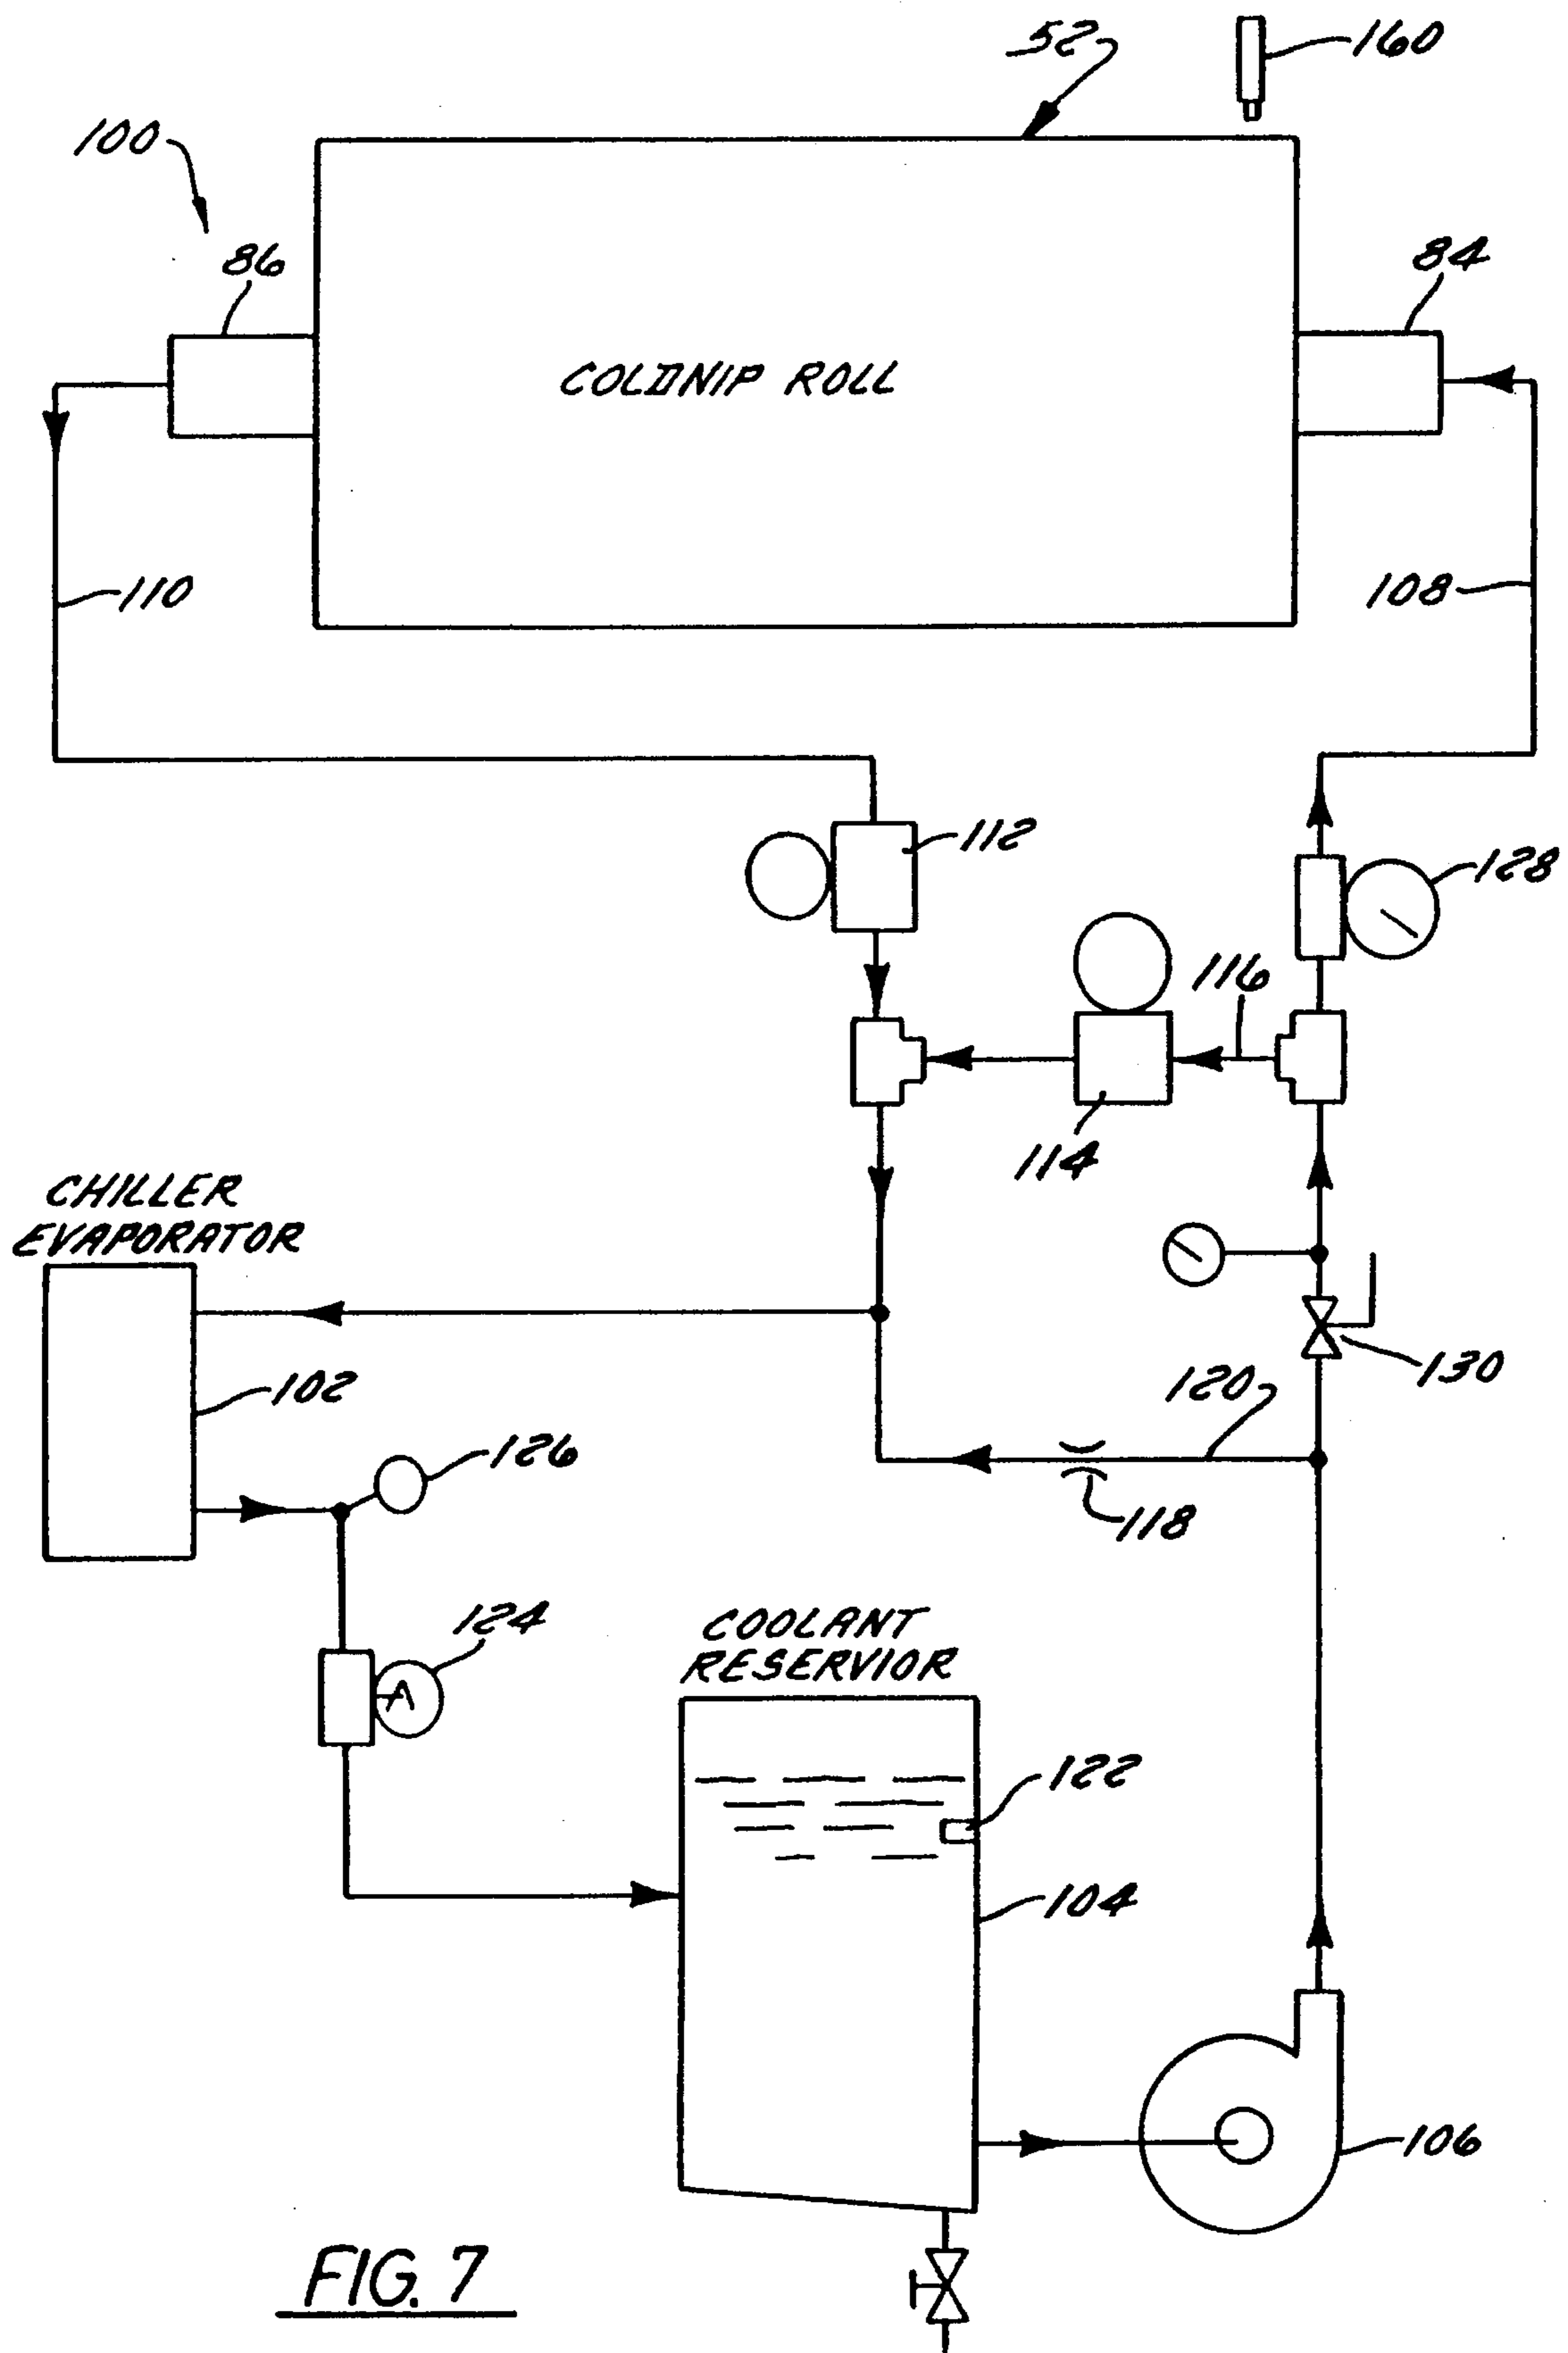 52
160
100
86
84
COLDNIP ROLL
110
108
112
128
116
114
CHILLER
EVAPORATOR
102
130
120
126
118
124
A
COOLANT
RESERVIOR
122
104
106
FIG. 7